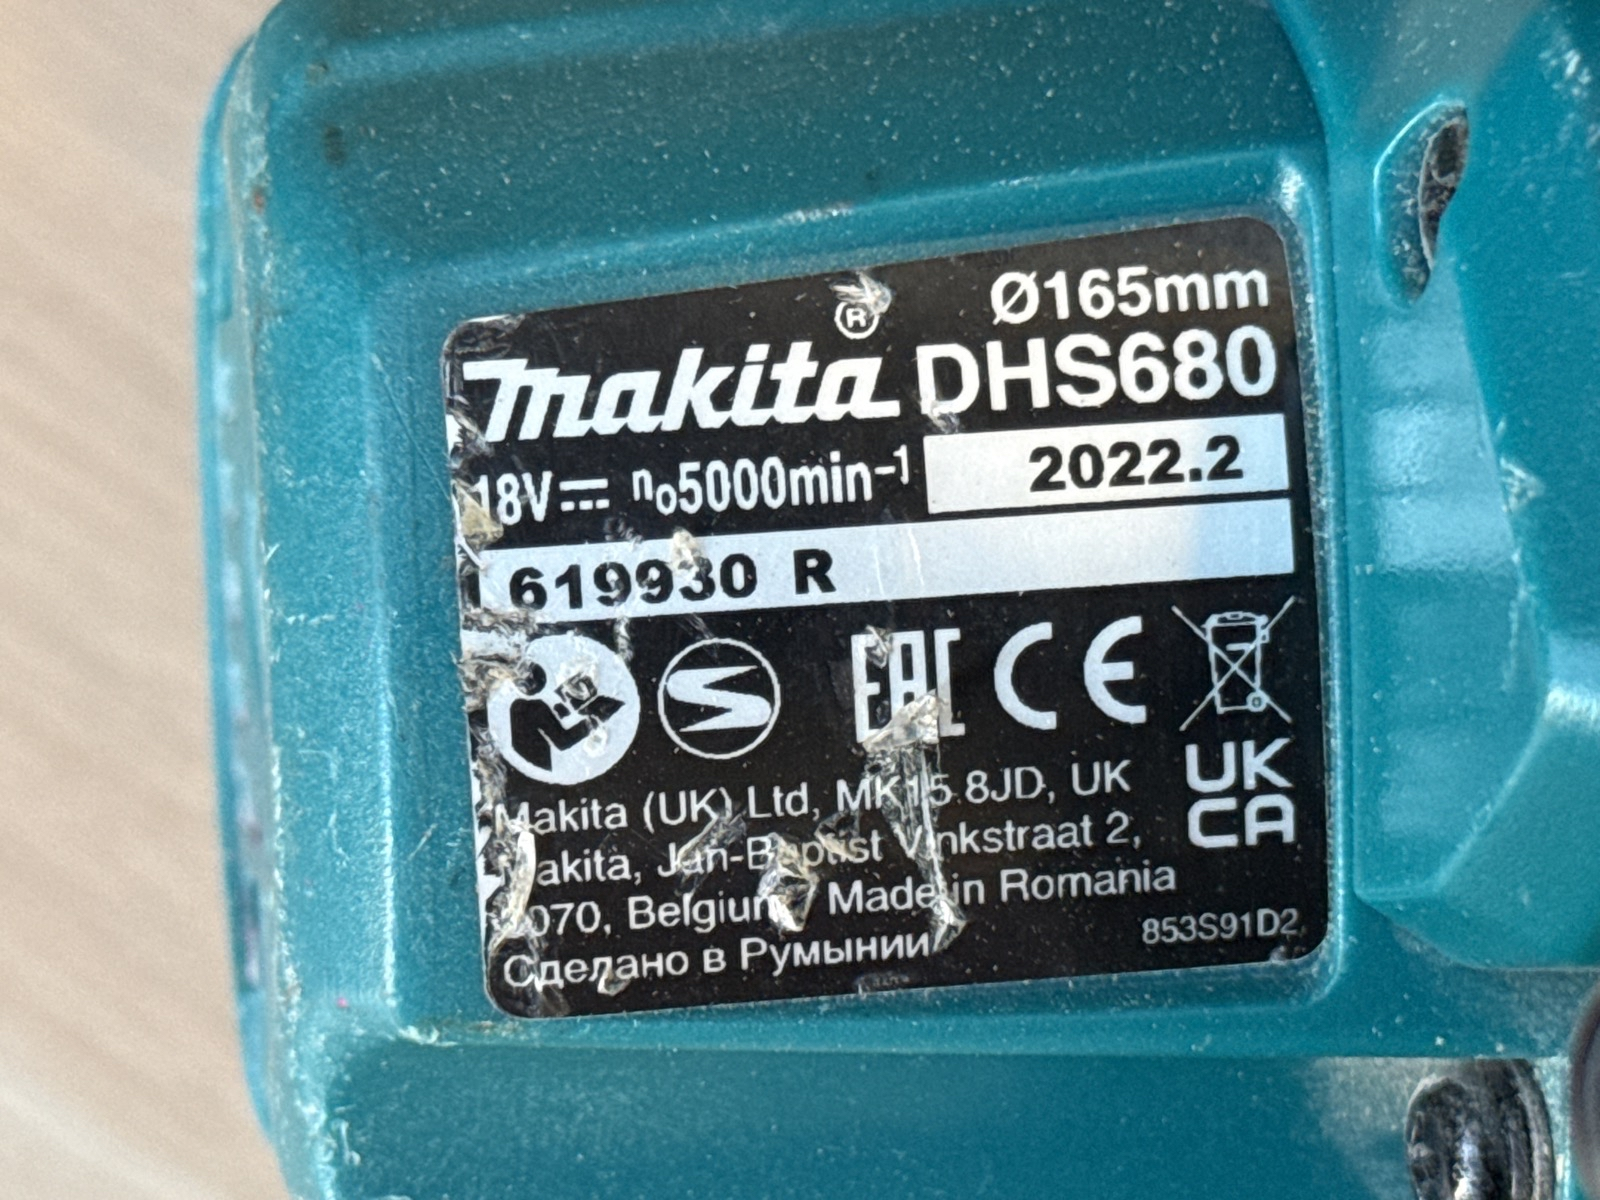 Ø165mm
makita® DHS680
18V⎓ n₀5000min⁻¹ 2022.2
619930 R
EAC CE
UK
CA
Makita (UK) Ltd, MK15 8JD, UK
Makita, Jan-Baptist Vinkstraat 2,
3070, Belgium Made in Romania
Сделано в Румынии
853S91D2